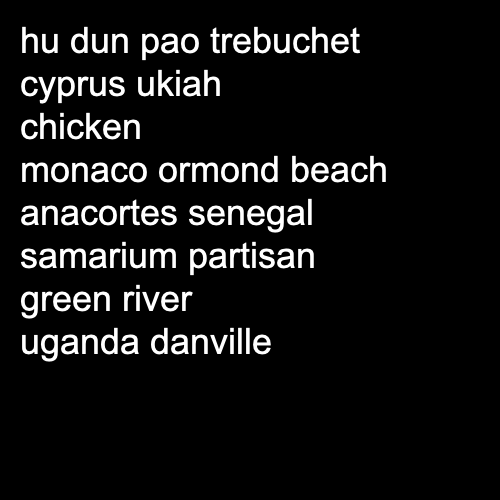 hu dun pao trebuchet
cyprus ukiah
chicken
monaco ormond beach
anacortes senegal
samarium partisan
green river
uganda danville